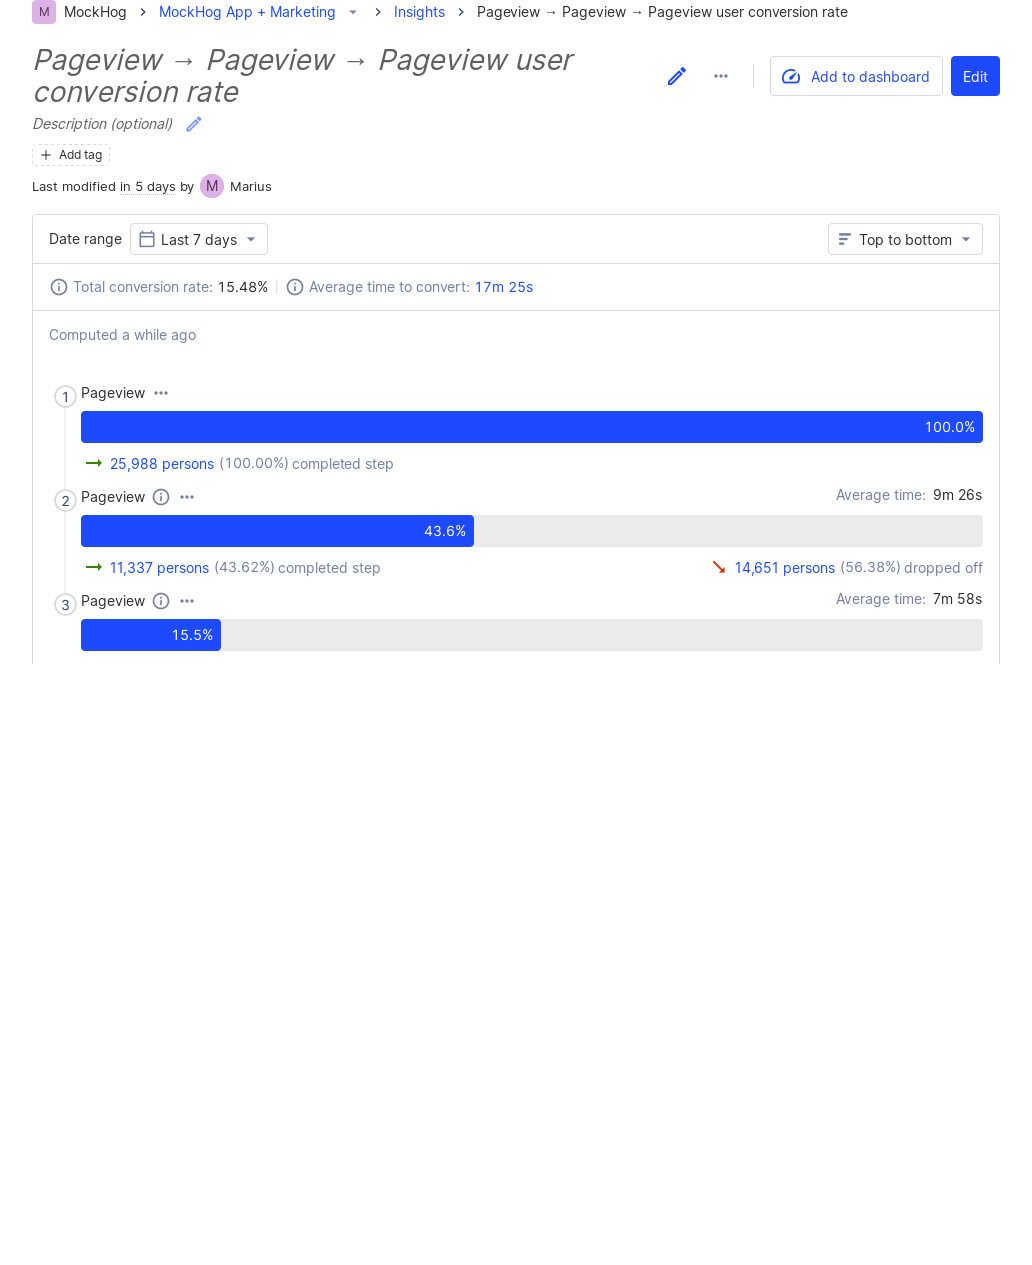 M MockHog MockHog App + Marketing Insights Pageview → Pageview → Pageview user conversion rate
Pageview → Pageview → Pageview user
conversion rate
Add to dashboard Edit
Description (optional)
Add tag
Last modified in 5 days by M Marius
Date range Last 7 days Top to bottom
Total conversion rate: 15.48% Average time to convert: 17m 25s
Computed a while ago
1 Pageview
100.0%
→ 25,988 persons (100.00%) completed step
2 Pageview Average time: 9m 26s
43.6%
→ 11,337 persons (43.62%) completed step 14,651 persons (56.38%) dropped off
3 Pageview Average time: 7m 58s
15.5%